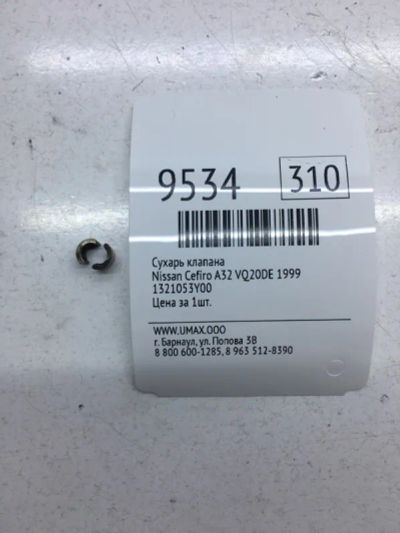 9534 310
Сухарь клапана
Nissan Cefiro A32 VQ20DE 1999
1321053Y00
Цена за 1шт.
WWW.UMAX.OOO
г. Барнаул, ул. Попова 3В
8 800 600-1285, 8 963 512-8390